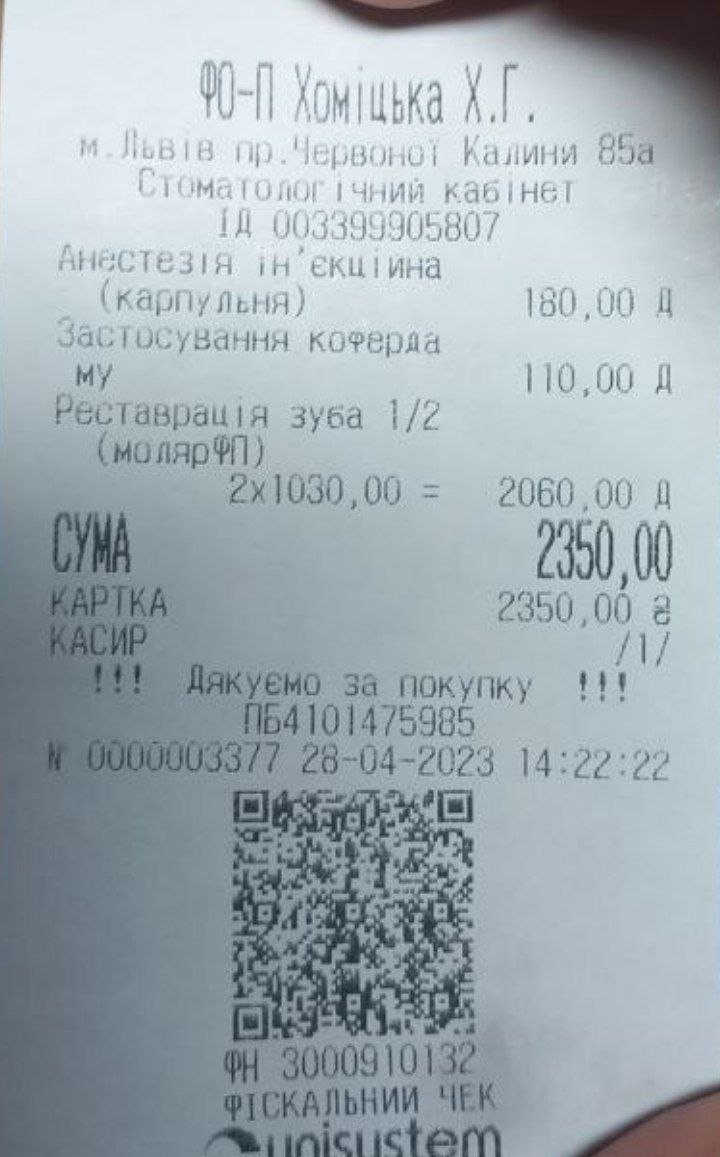 ФО-П Хоміцька Х.Г.
м.Львів пр.Червоної Калини 85а
Стоматологічний кабінет
ІД 003399905807
Анестезія ін'єкційна
(карпульня) 180,00 Д
Застосування коферда
му 110,00 Д
Реставрація зуба 1/2
(молярФП)
2х1030,00 = 2060,00 Д
СУМА 2350,00
КАРТКА 2350,00 ₴
КАСИР /1/
!!! Дякуємо за покупку !!!
ПБ4101475985
N 0000003377 28-04-2023 14:22:22
ФН 3000910132
ФІСКАЛЬНИЙ ЧЕК
unisystem